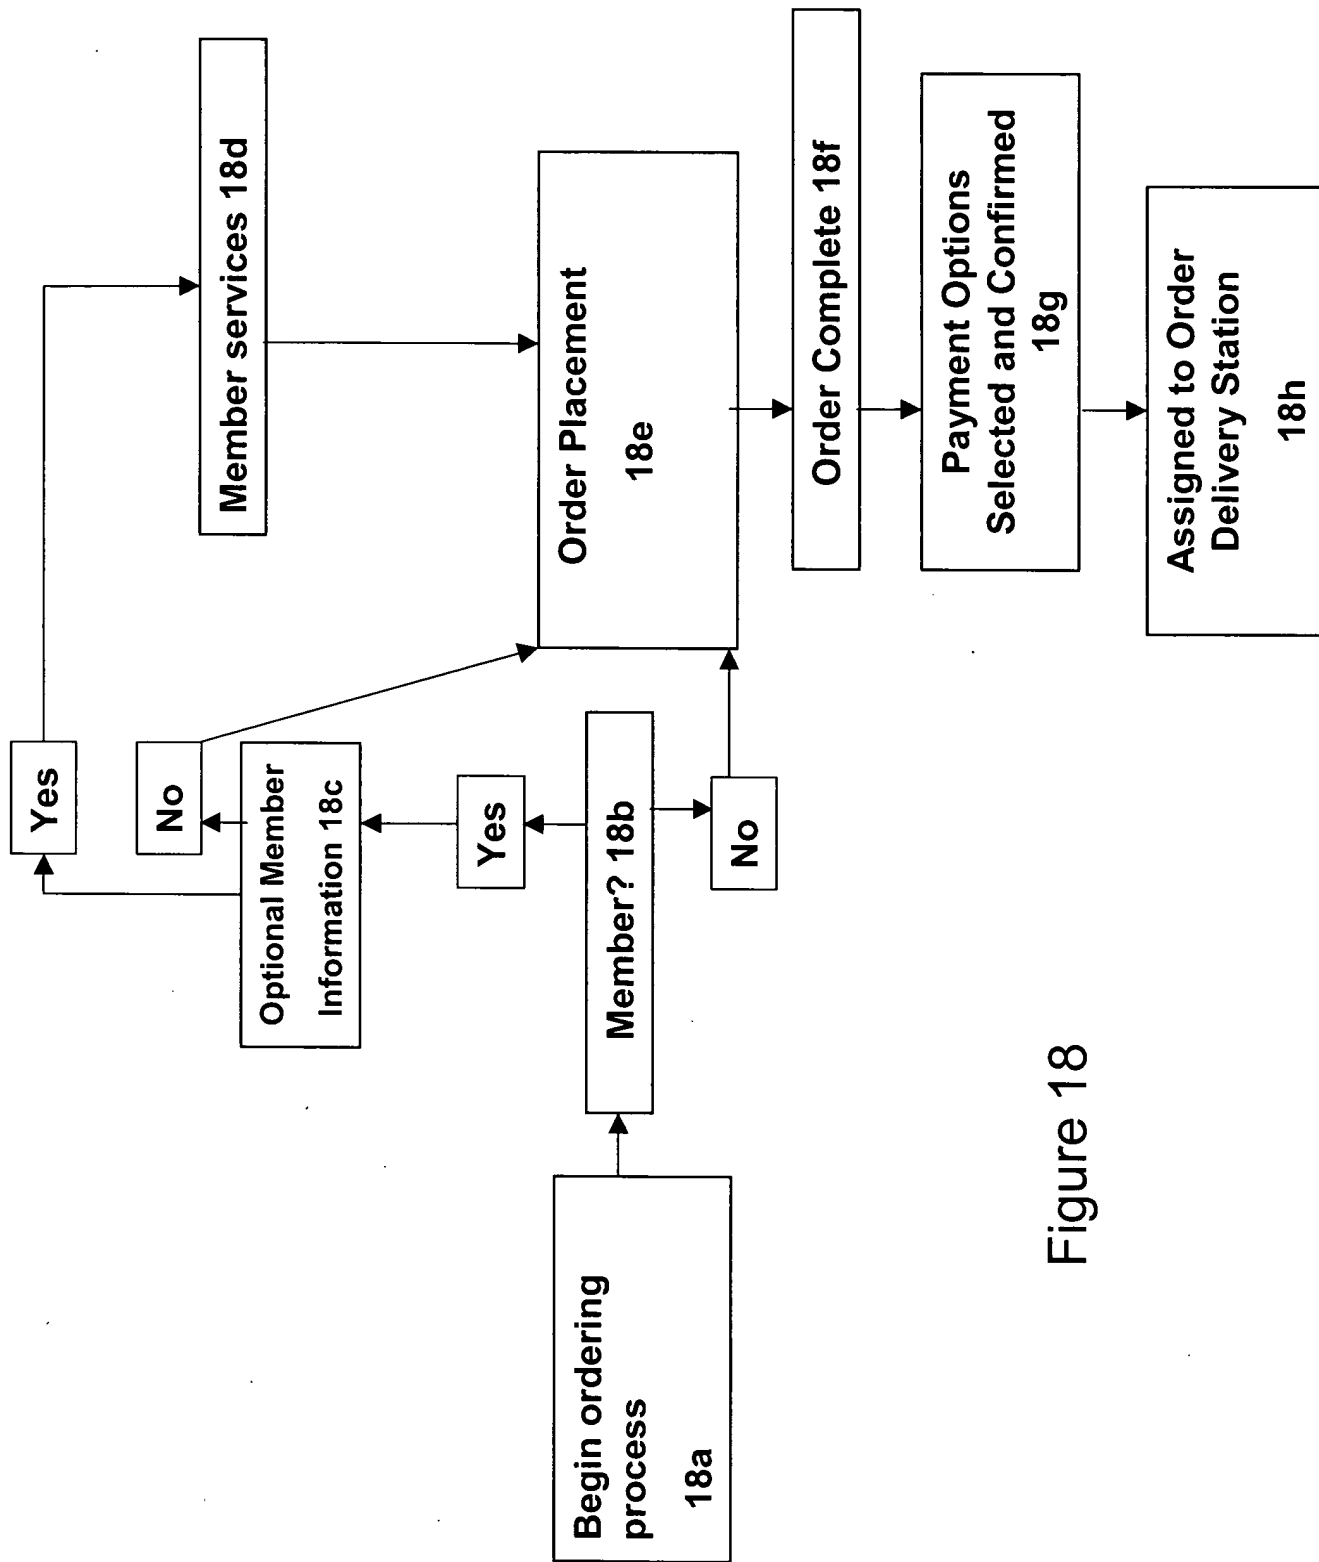 Begin ordering
process
18a
Member? 18b
Yes
No
Optional Member
Information 18c
No
Yes
Member services 18d
Order Placement
18e
Order Complete 18f
Payment Options
Selected and Confirmed
18g
Assigned to Order
Delivery Station
18h
Figure 18